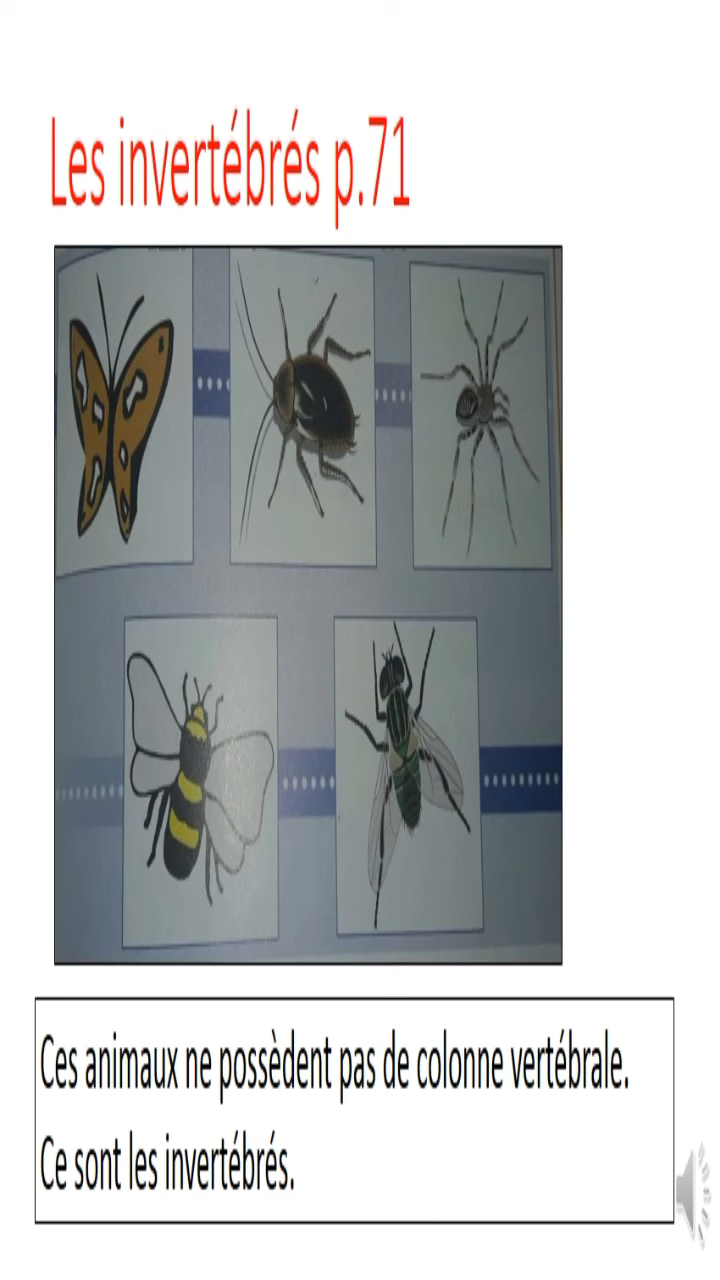 Les invertébrés p.71
Ces animaux ne possèdent pas de colonne vertébrale.
Ce sont les invertébrés.